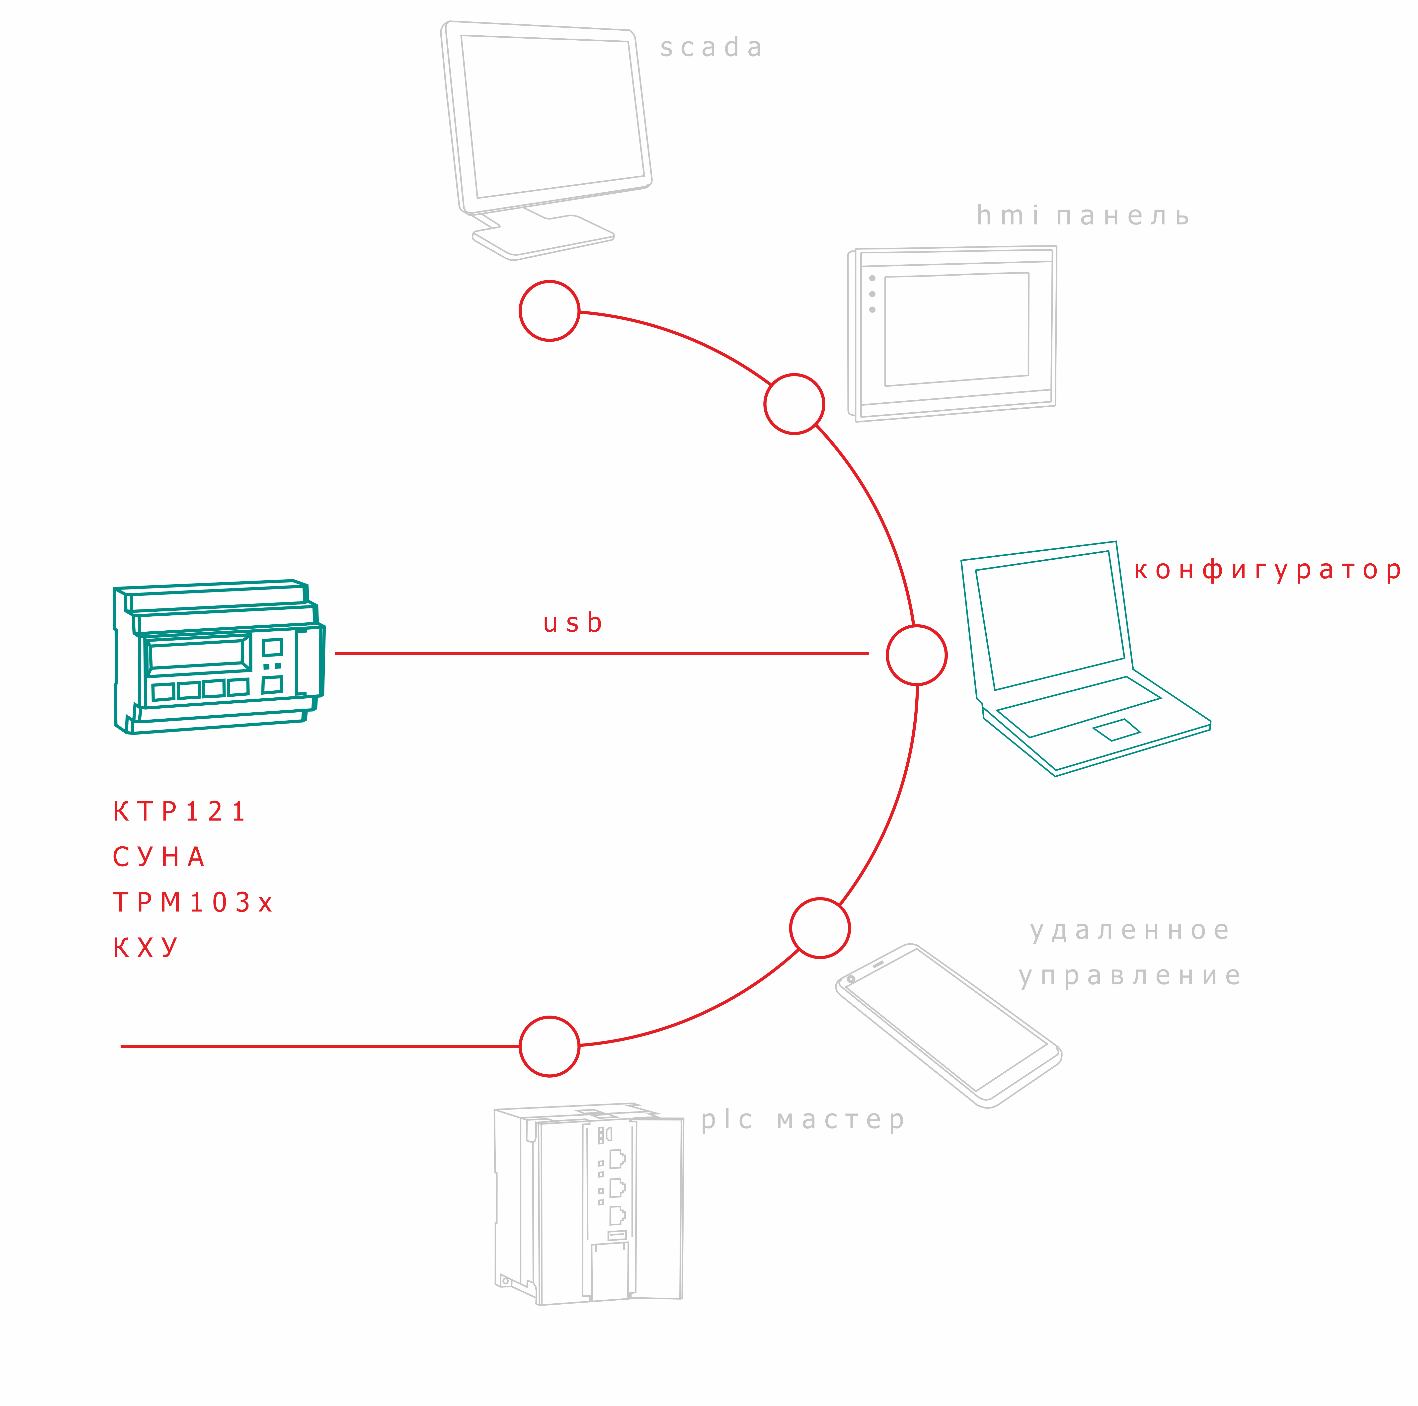 scada
hmi панель
конфигуратор
usb
КТР121
СУНА
ТРМ103х
КХУ
удаленное
управление
plc мастер